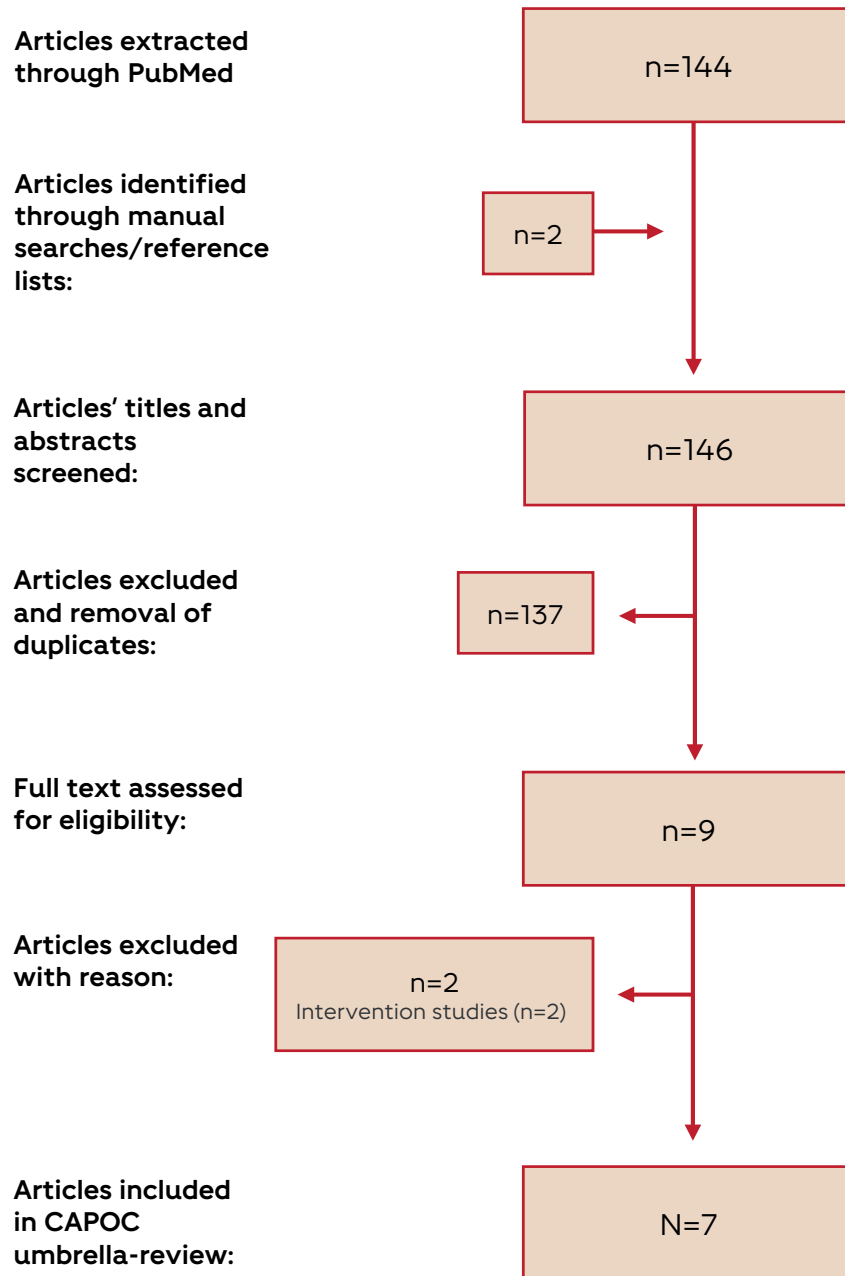 Articles extracted
through PubMed
n=144
Articles identified
through manual
searches/reference
lists:
n=2
Articles’ titles and
abstracts
screened:
n=146
Articles excluded
and removal of
duplicates:
n=137
Full text assessed
for eligibility:
n=9
Articles excluded
with reason:
n=2
Intervention studies (n=2)
Articles included
in CAPOC
umbrella-review:
N=7